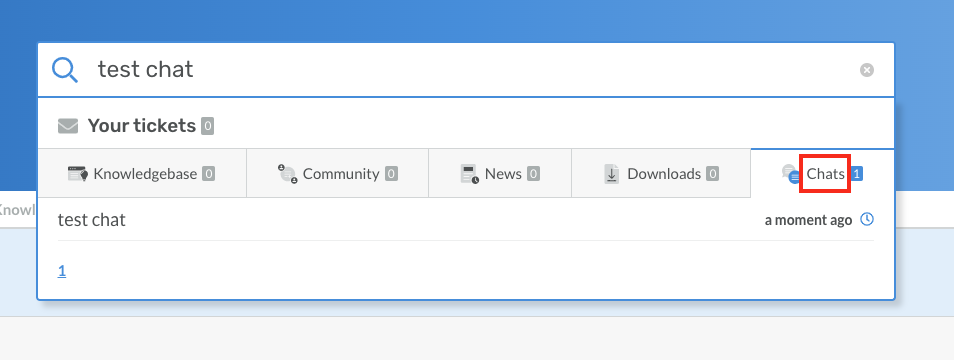 test chat
Your tickets 0
Knowledgebase 0 Community 0 News 0 Downloads 0 Chats 1
Knowl
test chat a moment ago
1